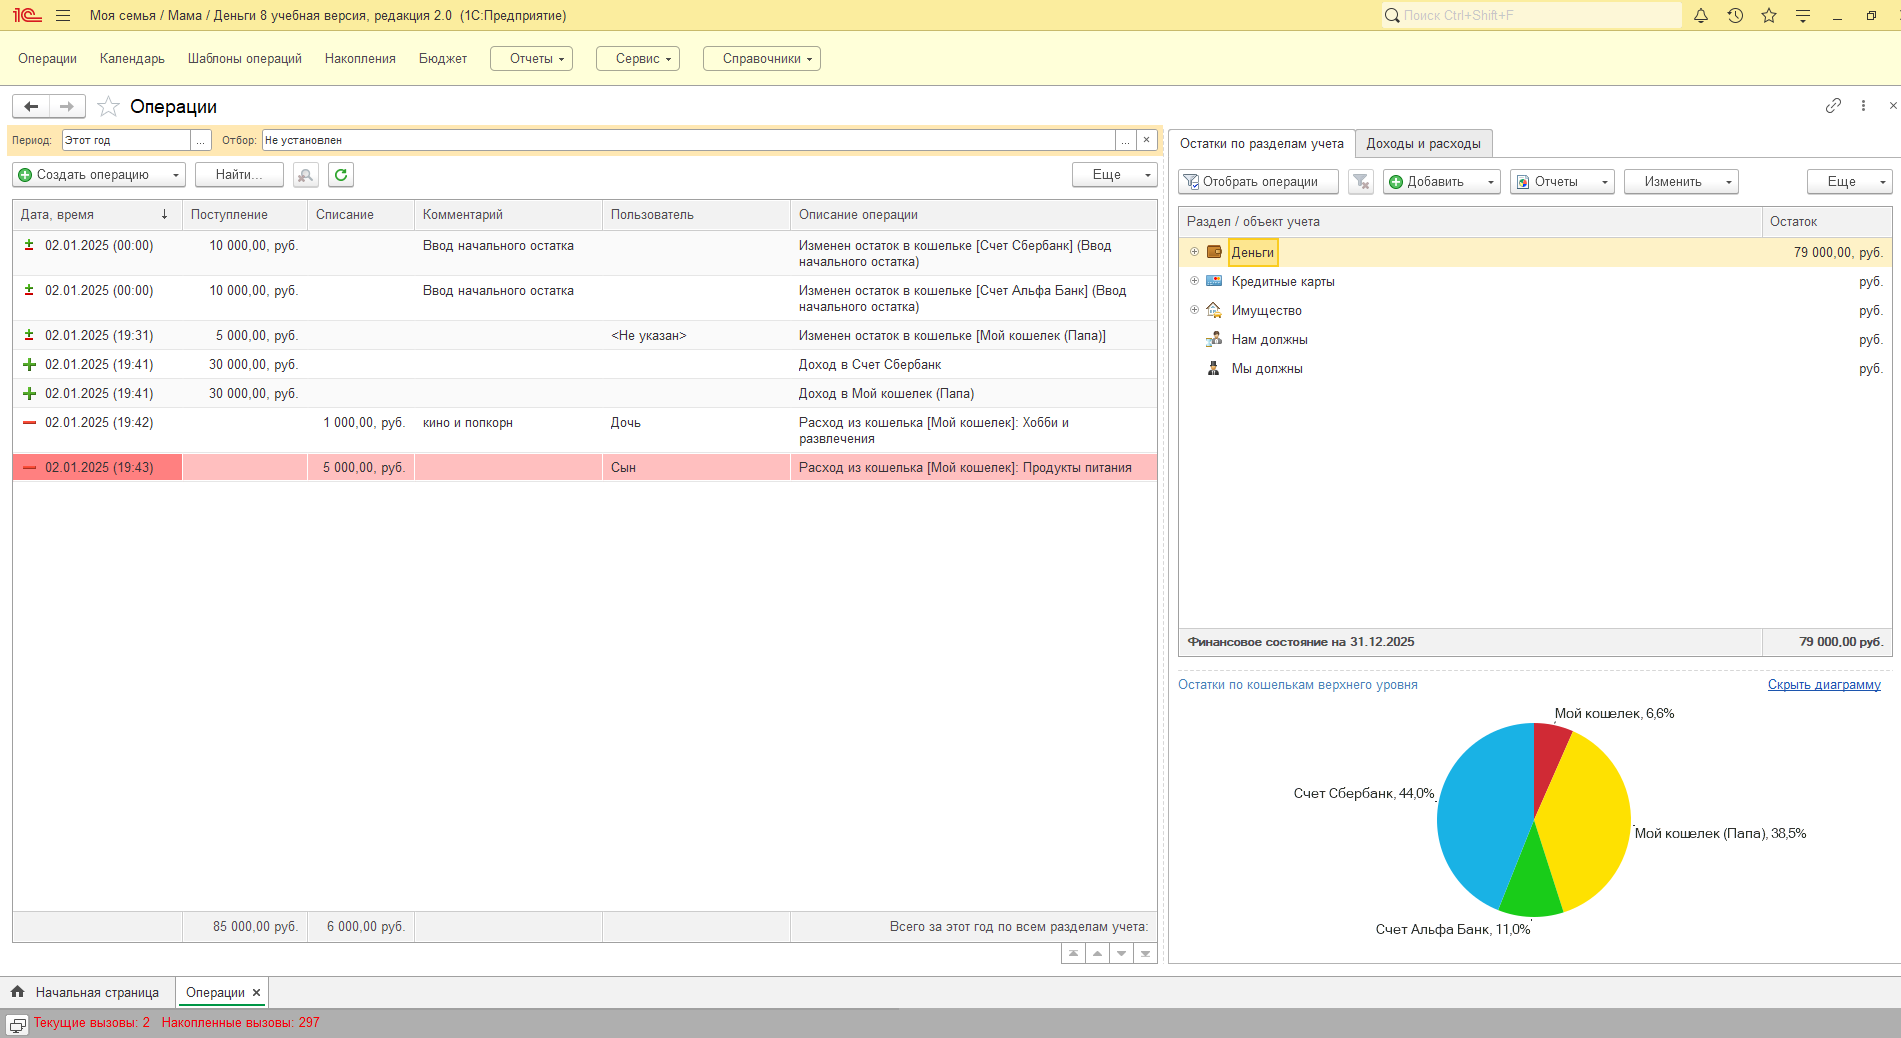 1С Моя семья / Мама / Деньги 8 учебная версия, редакция 2.0 (1С:Предприятие) Поиск Ctrl+Shift+F
Операции Календарь Шаблоны операций Накопления Бюджет Отчеты Сервис Справочники
Операции
Период: Этот год ... Отбор: Не установлен ... ×
Создать операцию Найти... Еще
Дата, время ↓ Поступление Списание Комментарий Пользователь Описание операции
02.01.2025 (00:00) 10 000,00, руб. Ввод начального остатка Изменен остаток в кошельке [Счет Сбербанк] (Ввод
начального остатка)
02.01.2025 (00:00) 10 000,00, руб. Ввод начального остатка Изменен остаток в кошельке [Счет Альфа Банк] (Ввод
начального остатка)
02.01.2025 (19:31) 5 000,00, руб. <Не указан> Изменен остаток в кошельке [Мой кошелек (Папа)]
02.01.2025 (19:41) 30 000,00, руб. Доход в Счет Сбербанк
02.01.2025 (19:41) 30 000,00, руб. Доход в Мой кошелек (Папа)
02.01.2025 (19:42) 1 000,00, руб. кино и попкорн Дочь Расход из кошелька [Мой кошелек]: Хобби и
развлечения
02.01.2025 (19:43) 5 000,00, руб. Сын Расход из кошелька [Мой кошелек]: Продукты питания
85 000,00 руб. 6 000,00 руб. Всего за этот год по всем разделам учета:
Остатки по разделам учета Доходы и расходы
Отобрать операции Добавить Отчеты Изменить Еще
Раздел / объект учета Остаток
Деньги 79 000,00, руб.
Кредитные карты руб.
Имущество руб.
Нам должны руб.
Мы должны руб.
Финансовое состояние на 31.12.2025 79 000,00 руб.
Остатки по кошелькам верхнего уровня Скрыть диаграмму
Мой кошелек, 6,6%
Счет Сбербанк, 44,0%
Мой кошелек (Папа), 38,5%
Счет Альфа Банк, 11,0%
Начальная страница Операции ×
Текущие вызовы: 2 Накопленные вызовы: 297